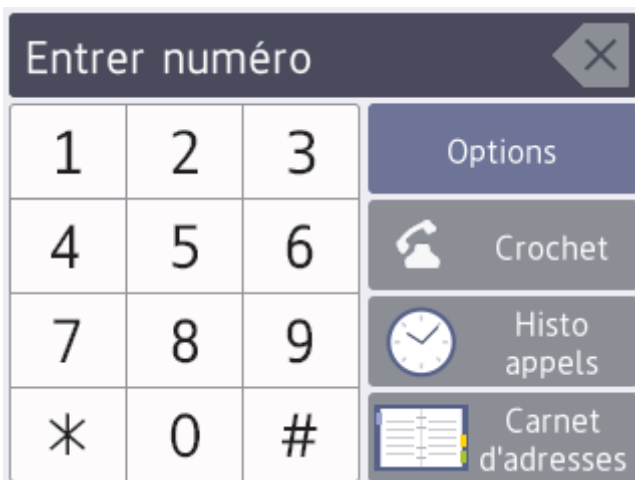 Entrer numéro
1 2 3
Options
4 5 6
Crochet
7 8 9
Histo
appels
* 0 #
Carnet
d'adresses